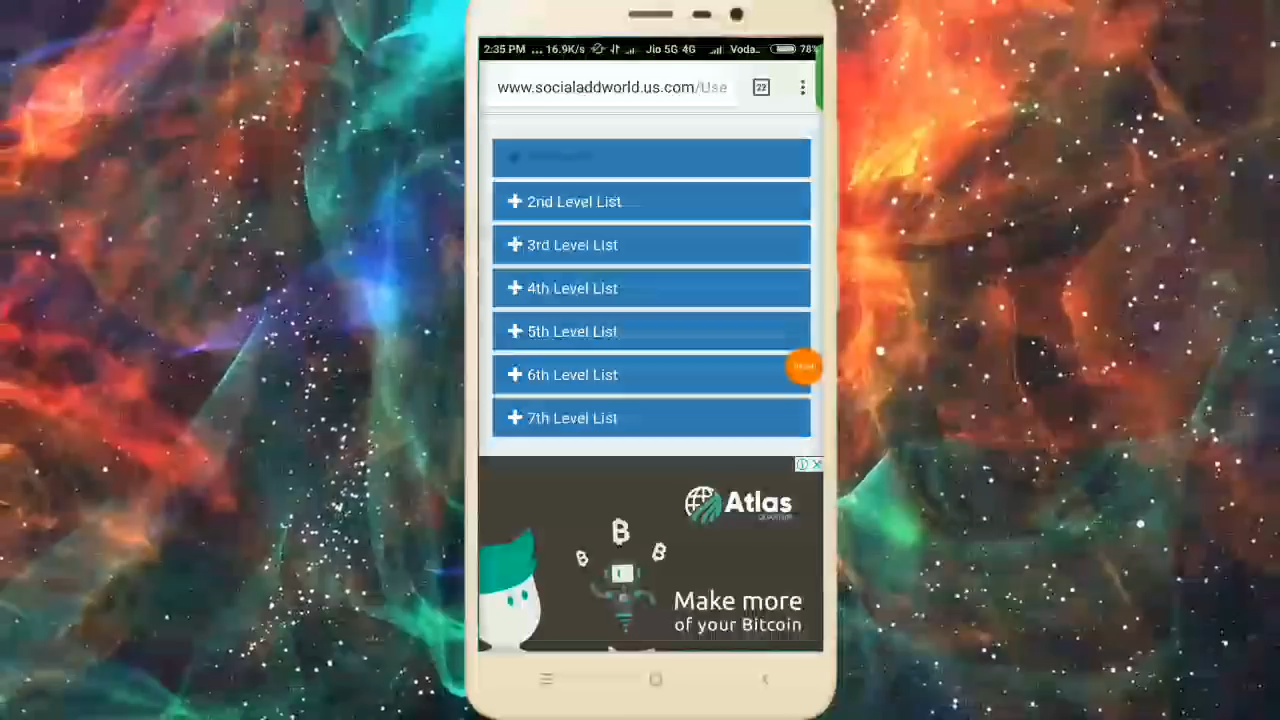 2:35 PM ... 16.9K/s Jio 5G 4G Voda.. 78%
www.socialaddworld.us.com/Use 22
2nd Level List
3rd Level List
4th Level List
5th Level List
6th Level List
7th Level List
Atlas
QUANTUM
Make more
of your Bitcoin